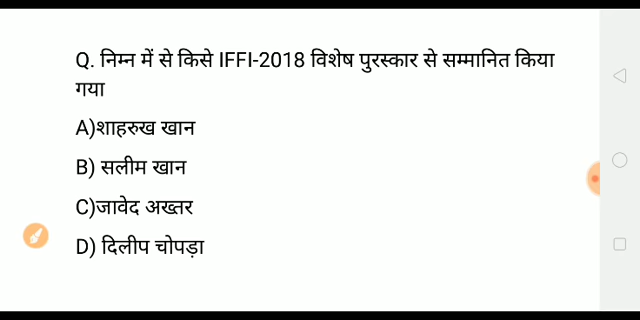 Q. निम्न में से किसे IFFI-2018 विशेष पुरस्कार से सम्मानित किया
गया
A)शाहरुख खान
B) सलीम खान
C)जावेद अख्तर
D) दिलीप चोपड़ा